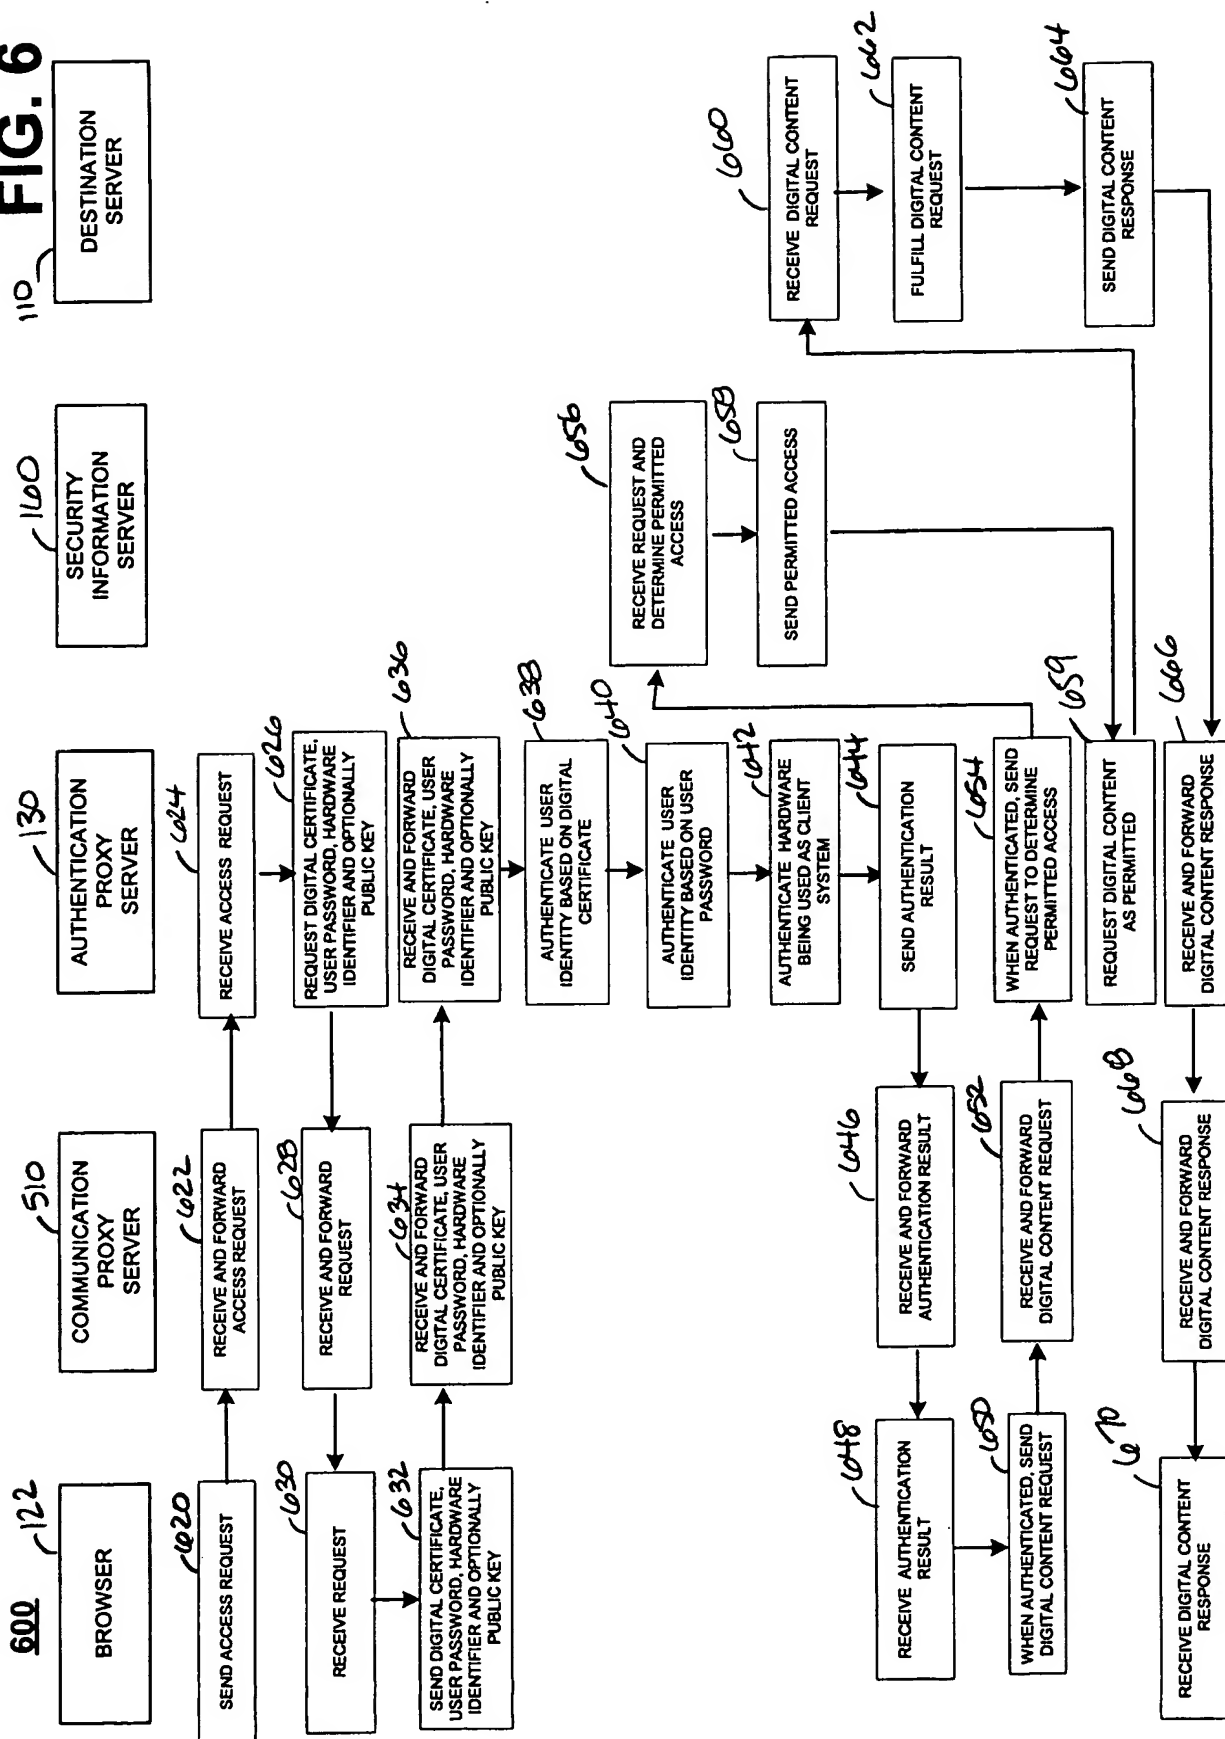 FIG. 6
600
122
BROWSER
510
COMMUNICATION
PROXY
SERVER
130
AUTHENTICATION
PROXY
SERVER
160
SECURITY
INFORMATION
SERVER
110
DESTINATION
SERVER
620
SEND ACCESS REQUEST
622
RECEIVE AND FORWARD
ACCESS REQUEST
624
RECEIVE ACCESS REQUEST
626
REQUEST DIGITAL CERTIFICATE,
USER PASSWORD, HARDWARE
IDENTIFIER AND OPTIONALLY
PUBLIC KEY
628
RECEIVE AND FORWARD
REQUEST
630
RECEIVE REQUEST
632
SEND DIGITAL CERTIFICATE,
USER PASSWORD, HARDWARE
IDENTIFIER AND OPTIONALLY
PUBLIC KEY
634
RECEIVE AND FORWARD
DIGITAL CERTIFICATE, USER
PASSWORD, HARDWARE
IDENTIFIER AND OPTIONALLY
PUBLIC KEY
636
RECEIVE AND FORWARD
DIGITAL CERTIFICATE, USER
PASSWORD, HARDWARE
IDENTIFIER AND OPTIONALLY
PUBLIC KEY
638
AUTHENTICATE USER
IDENTITY BASED ON DIGITAL
CERTIFICATE
640
AUTHENTICATE USER
IDENTITY BASED ON USER
PASSWORD
642
AUTHENTICATE HARDWARE
BEING USED AS CLIENT
SYSTEM
644
SEND AUTHENTICATION
RESULT
646
RECEIVE AND FORWARD
AUTHENTICATION RESULT
648
RECEIVE AUTHENTICATION
RESULT
650
WHEN AUTHENTICATED, SEND
DIGITAL CONTENT REQUEST
652
RECEIVE AND FORWARD
DIGITAL CONTENT REQUEST
654
WHEN AUTHENTICATED, SEND
REQUEST TO DETERMINE
PERMITTED ACCESS
656
RECEIVE REQUEST AND
DETERMINE PERMITTED
ACCESS
658
SEND PERMITTED ACCESS
659
REQUEST DIGITAL CONTENT
AS PERMITTED
660
RECEIVE DIGITAL CONTENT
REQUEST
662
FULFILL DIGITAL CONTENT
REQUEST
664
SEND DIGITAL CONTENT
RESPONSE
666
RECEIVE AND FORWARD
DIGITAL CONTENT RESPONSE
668
RECEIVE AND FORWARD
DIGITAL CONTENT RESPONSE
670
RECEIVE DIGITAL CONTENT
RESPONSE